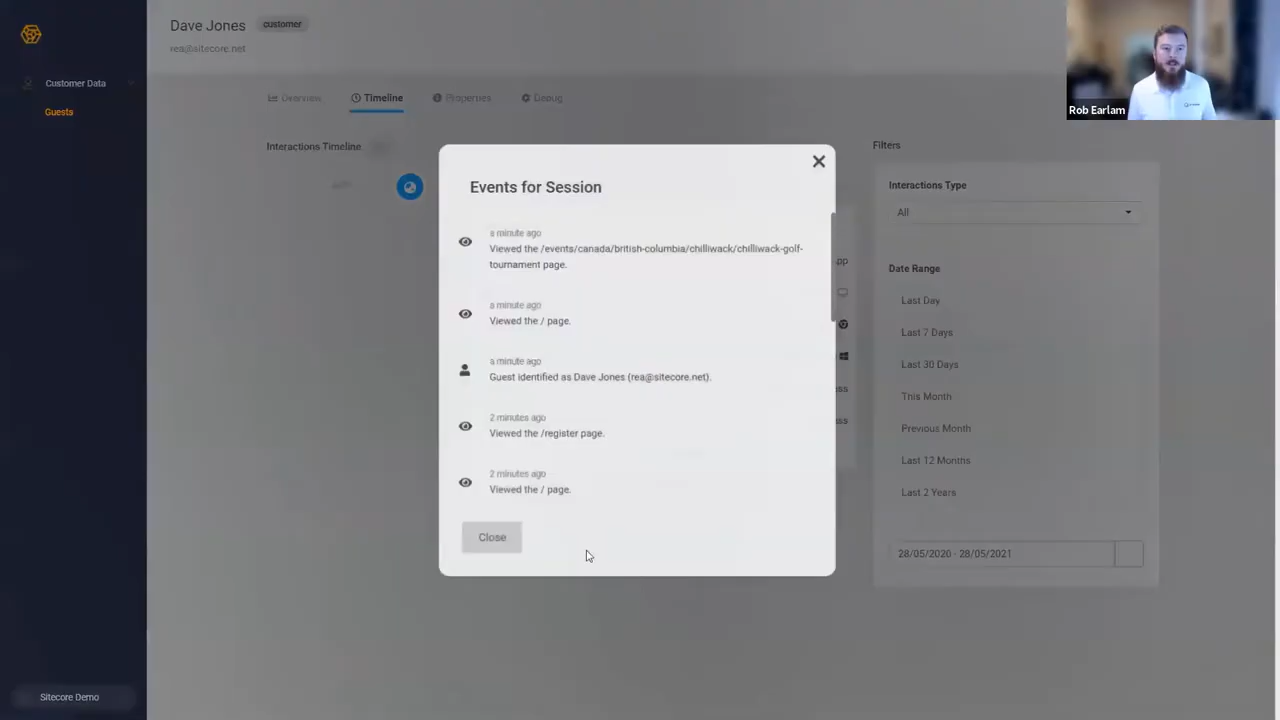 Dave Jones customer
rea@sitecore.net
Rob Earlam
Customer Data
Guests
Overview Timeline Properties Debug
Interactions Timeline
Filters
Events for Session
Interactions Type
All
a minute ago
Viewed the /events/canada/british-columbia/chilliwack/chilliwack-golf-
tournament page.
Date Range
Last Day
a minute ago
Viewed the / page.
Last 7 Days
a minute ago
Last 30 Days
Guest identified as Dave Jones (rea@sitecore.net).
This Month
2 minutes ago
Previous Month
Viewed the /register page.
Last 12 Months
2 minutes ago
Viewed the / page.
Last 2 Years
Close
28/05/2020 - 28/05/2021
Sitecore Demo